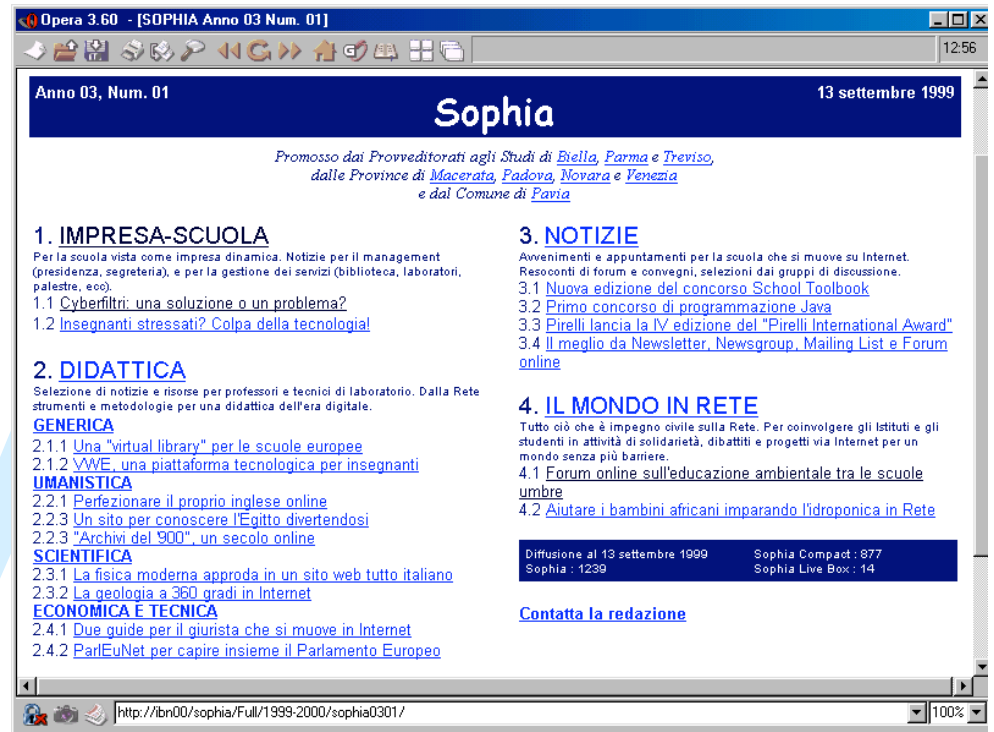 Opera 3.60 - [SOPHIA Anno 03 Num. 01]
12:56
Anno 03, Num. 01
Sophia
13 settembre 1999
Promosso dai Provveditorati agli Studi di Biella, Parma e Treviso,
dalle Province di Macerata, Padova, Novara e Venezia
e dal Comune di Pavia
1. IMPRESA-SCUOLA
Per la scuola vista come impresa dinamica. Notizie per il management
(presidenza, segreteria), e per la gestione dei servizi (biblioteca, laboratori,
palestre, ecc).
1.1 Cyberfiltri: una soluzione o un problema?
1.2 Insegnanti stressati? Colpa della tecnologia!
2. DIDATTICA
Selezione di notizie e risorse per professori e tecnici di laboratorio. Dalla Rete
strumenti e metodologie per una didattica dell'era digitale.
GENERICA
2.1.1 Una "virtual library" per le scuole europee
2.1.2 VWE, una piattaforma tecnologica per insegnanti
UMANISTICA
2.2.1 Perfezionare il proprio inglese online
2.2.3 Un sito per conoscere l'Egitto divertendosi
2.2.3 "Archivi del '900", un secolo online
SCIENTIFICA
2.3.1 La fisica moderna approda in un sito web tutto italiano
2.3.2 La geologia a 360 gradi in Internet
ECONOMICA E TECNICA
2.4.1 Due guide per il giurista che si muove in Internet
2.4.2 ParlEuNet per capire insieme il Parlamento Europeo
3. NOTIZIE
Avvenimenti e appuntamenti per la scuola che si muove su Internet.
Resoconti di forum e convegni, selezioni dai gruppi di discussione.
3.1 Nuova edizione del concorso School Toolbook
3.2 Primo concorso di programmazione Java
3.3 Pirelli lancia la IV edizione del "Pirelli International Award"
3.4 Il meglio da Newsletter, Newsgroup, Mailing List e Forum
online
4. IL MONDO IN RETE
Tutto ciò che è impegno civile sulla Rete. Per coinvolgere gli Istituti e gli
studenti in attività di solidarietà, dibattiti e progetti via Internet per un
mondo senza più barriere.
4.1 Forum online sull'educazione ambientale tra le scuole
umbre
4.2 Aiutare i bambini africani imparando l'idroponica in Rete
Diffusione al 13 settembre 1999 Sophia Compact : 877
Sophia : 1239 Sophia Live Box : 14
Contatta la redazione
http://ibn00/sophia/Full/1999-2000/sophia0301/
100%